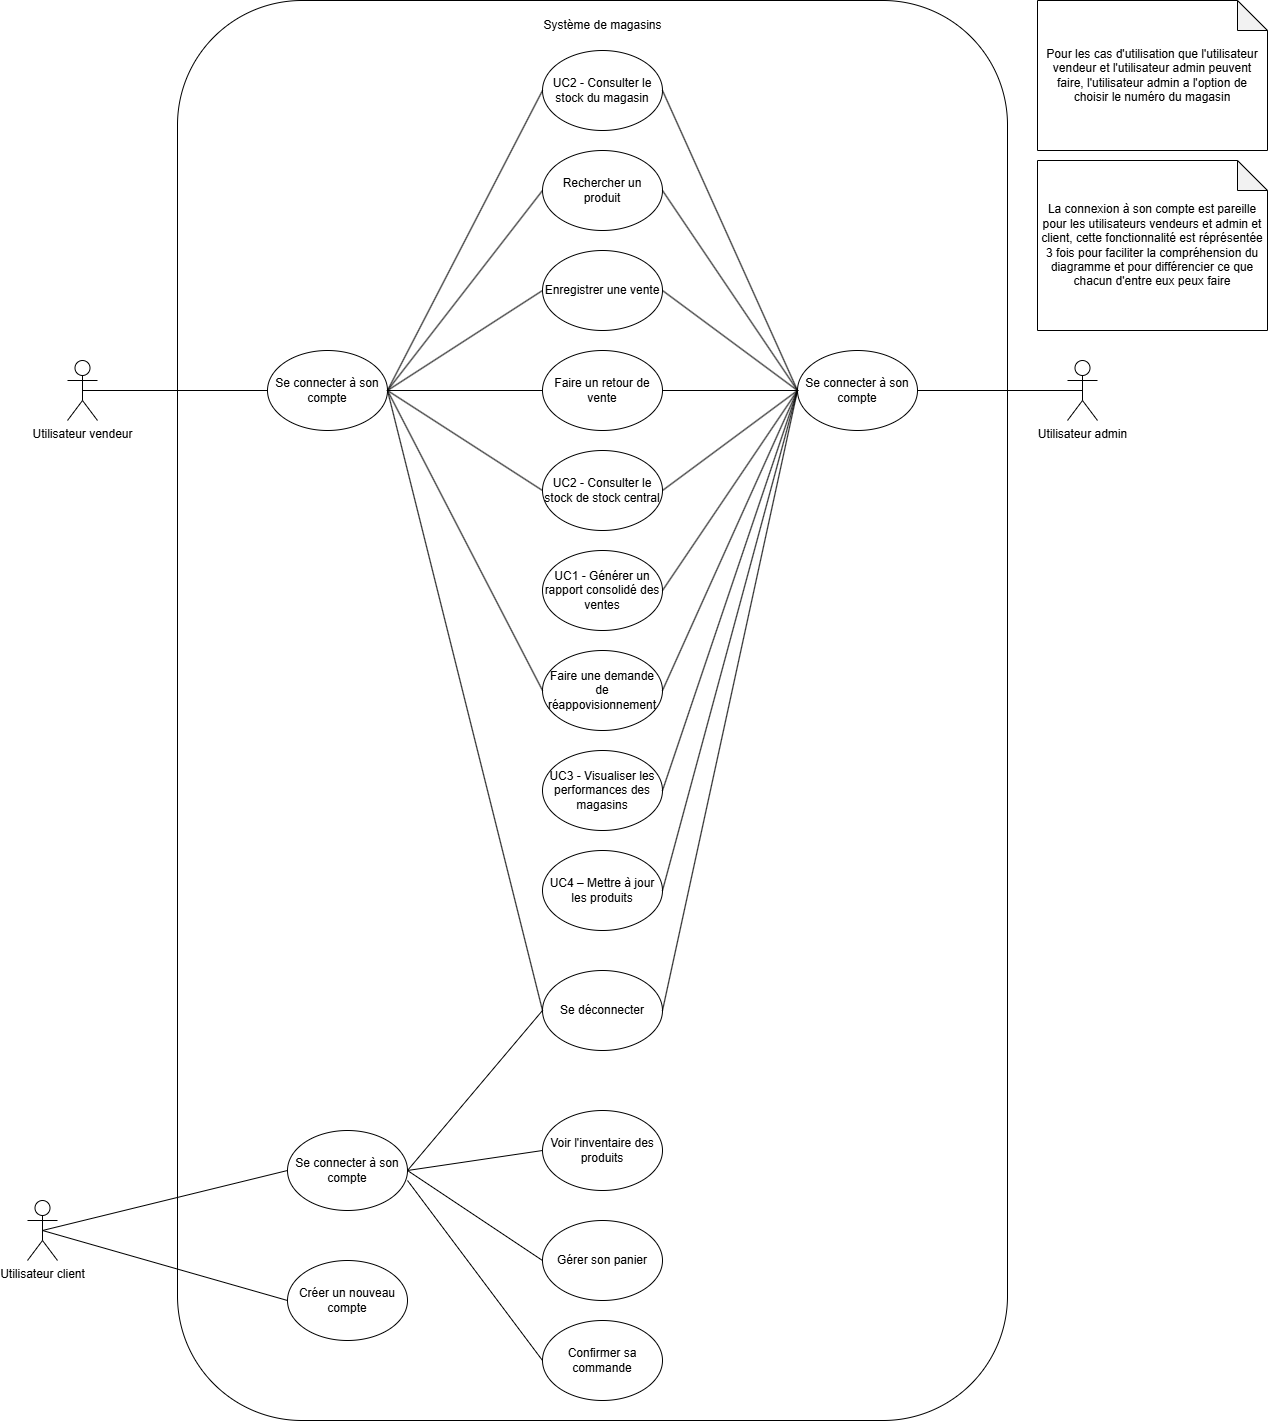 Système de magasins
UC2 - Consulter le
stock du magasin
Rechercher un
produit
Enregistrer une vente
Se connecter à son
compte
Faire un retour de
vente
Se connecter à son
compte
Utilisateur vendeur
Utilisateur admin
UC2 - Consulter le
stock de stock central
UC1 - Générer un
rapport consolidé des
ventes
Faire une demande
de
réappovisionnement
UC3 - Visualiser les
performances des
magasins
UC4 – Mettre à jour
les produits
Se déconnecter
Voir l'inventaire des
produits
Se connecter à son
compte
Utilisateur client
Gérer son panier
Créer un nouveau
compte
Confirmer sa
commande
Pour les cas d'utilisation que l'utilisateur
vendeur et l'utilisateur admin peuvent
faire, l'utilisateur admin a l'option de
choisir le numéro du magasin
La connexion à son compte est pareille
pour les utilisateurs vendeurs et admin et
client, cette fonctionnalité est réprésentée
3 fois pour faciliter la compréhension du
diagramme et pour différencier ce que
chacun d'entre eux peux faire